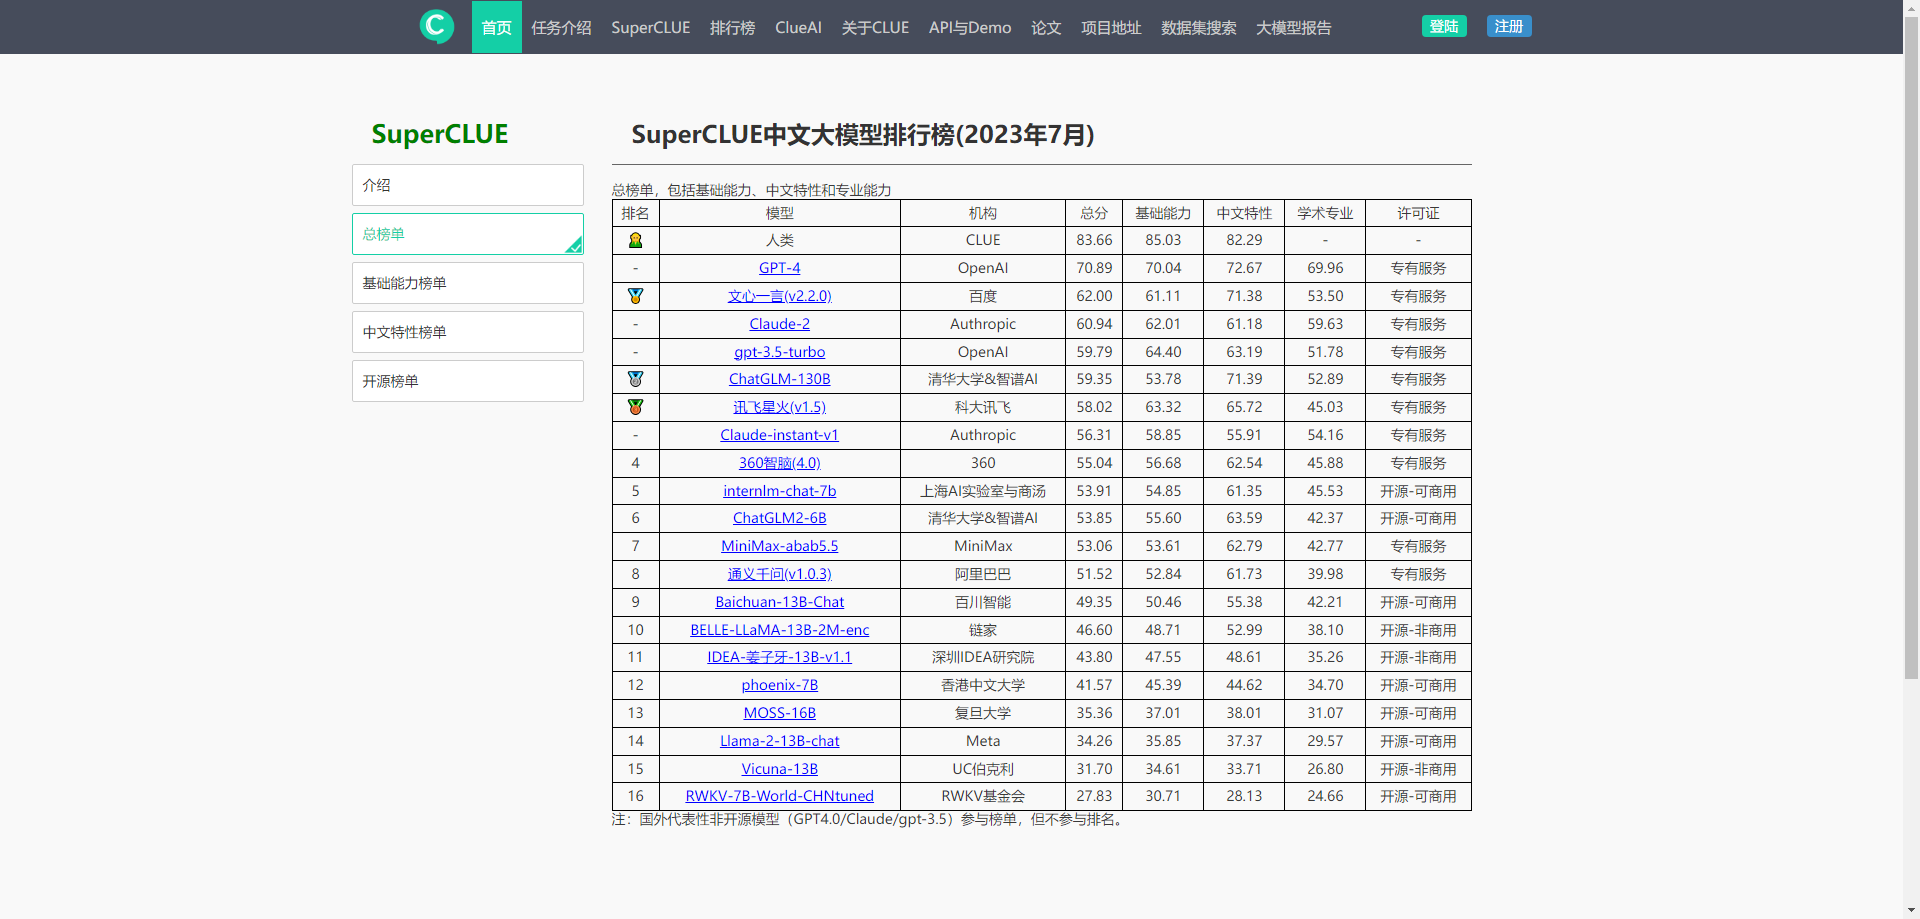 首页 任务介绍 SuperCLUE 排行榜 ClueAI 关于CLUE API与Demo 论文 项目地址 数据集搜索 大模型报告 登陆 注册
SuperCLUE
介绍
总榜单
基础能力榜单
中文特性榜单
开源榜单
SuperCLUE中文大模型排行榜(2023年7月)
总榜单，包括基础能力、中文特性和专业能力
排名 模型 机构 总分 基础能力 中文特性 学术专业 许可证
人类 CLUE 83.66 85.03 82.29 - -
- GPT-4 OpenAI 70.89 70.04 72.67 69.96 专有服务
文心一言(v2.2.0) 百度 62.00 61.11 71.38 53.50 专有服务
- Claude-2 Authropic 60.94 62.01 61.18 59.63 专有服务
- gpt-3.5-turbo OpenAI 59.79 64.40 63.19 51.78 专有服务
ChatGLM-130B 清华大学&智谱AI 59.35 53.78 71.39 52.89 专有服务
讯飞星火(v1.5) 科大讯飞 58.02 63.32 65.72 45.03 专有服务
- Claude-instant-v1 Authropic 56.31 58.85 55.91 54.16 专有服务
4 360智脑(4.0) 360 55.04 56.68 62.54 45.88 专有服务
5 internlm-chat-7b 上海AI实验室与商汤 53.91 54.85 61.35 45.53 开源-可商用
6 ChatGLM2-6B 清华大学&智谱AI 53.85 55.60 63.59 42.37 开源-可商用
7 MiniMax-abab5.5 MiniMax 53.06 53.61 62.79 42.77 专有服务
8 通义千问(v1.0.3) 阿里巴巴 51.52 52.84 61.73 39.98 专有服务
9 Baichuan-13B-Chat 百川智能 49.35 50.46 55.38 42.21 开源-可商用
10 BELLE-LLaMA-13B-2M-enc 链家 46.60 48.71 52.99 38.10 开源-非商用
11 IDEA-姜子牙-13B-v1.1 深圳IDEA研究院 43.80 47.55 48.61 35.26 开源-非商用
12 phoenix-7B 香港中文大学 41.57 45.39 44.62 34.70 开源-可商用
13 MOSS-16B 复旦大学 35.36 37.01 38.01 31.07 开源-可商用
14 Llama-2-13B-chat Meta 34.26 35.85 37.37 29.57 开源-可商用
15 Vicuna-13B UC伯克利 31.70 34.61 33.71 26.80 开源-非商用
16 RWKV-7B-World-CHNtuned RWKV基金会 27.83 30.71 28.13 24.66 开源-可商用
注：国外代表性非开源模型（GPT4.0/Claude/gpt-3.5）参与榜单，但不参与排名。